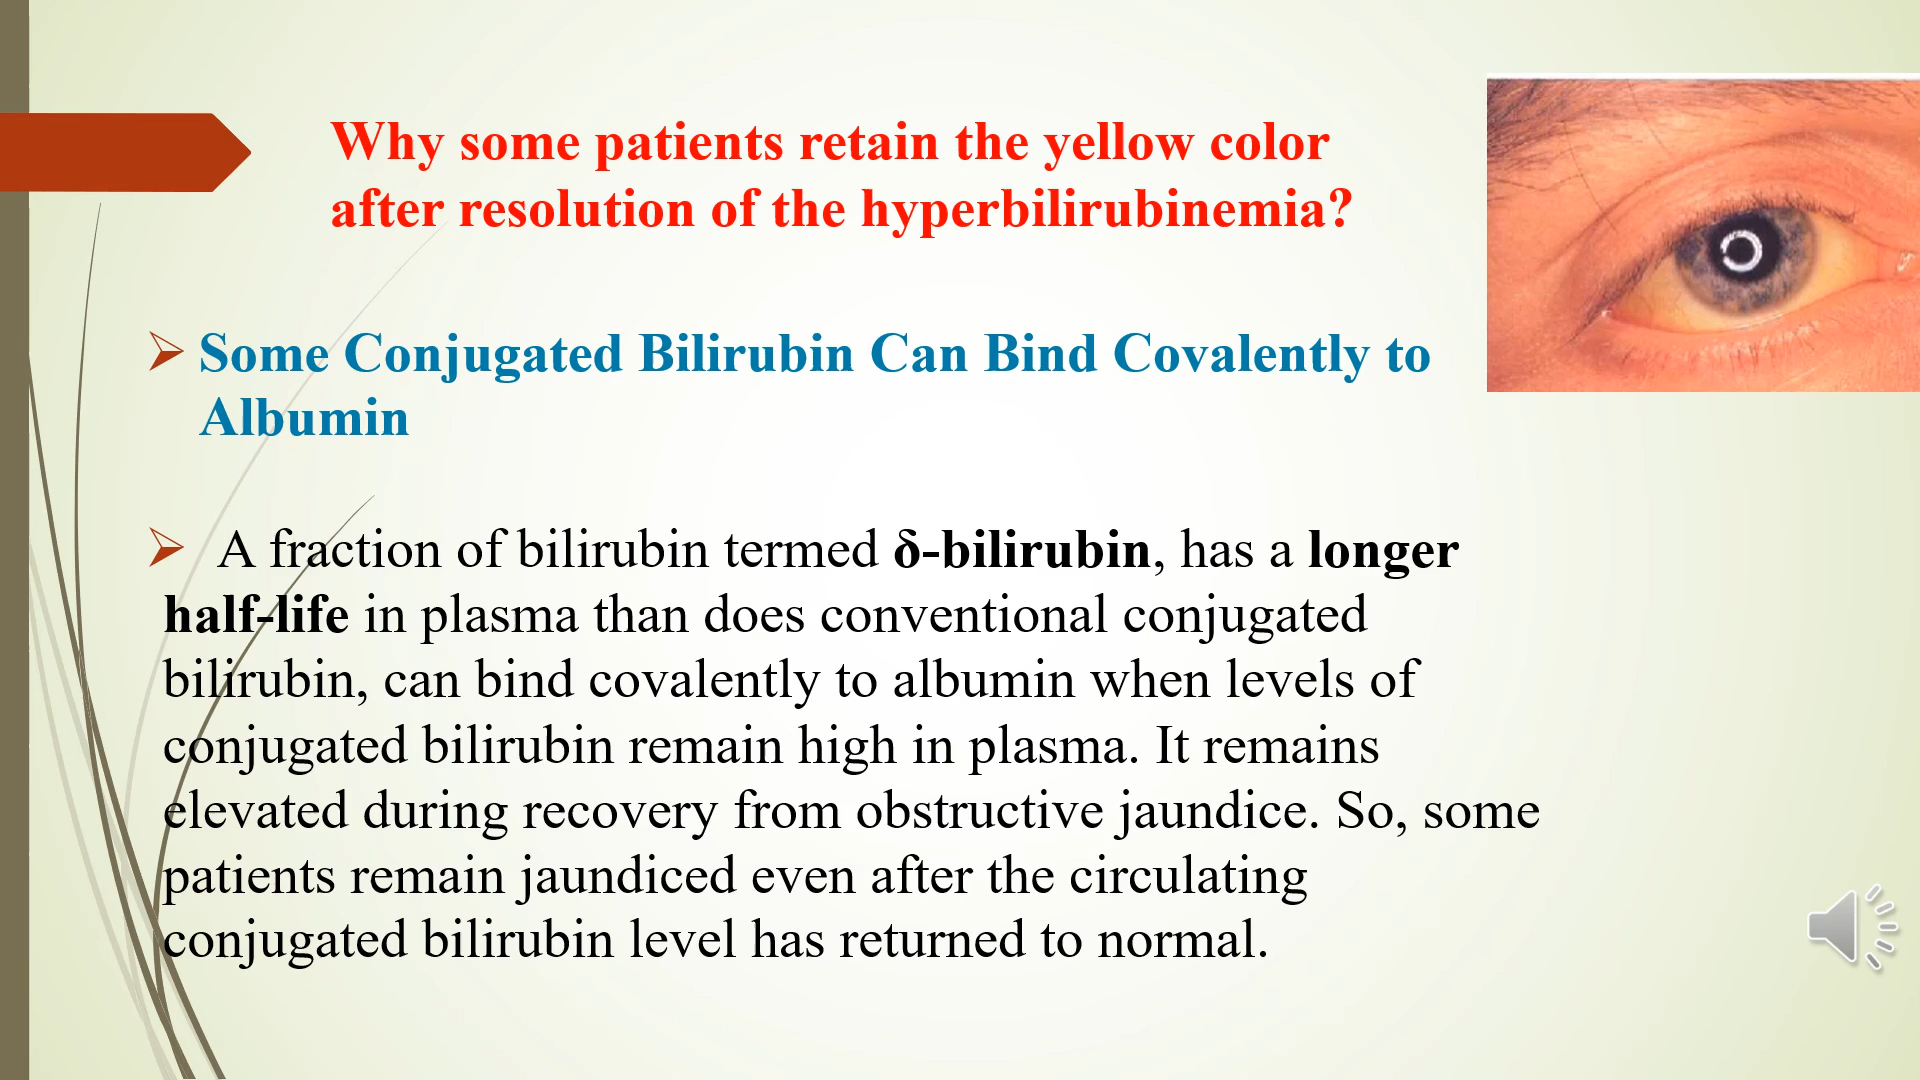 Why some patients retain the yellow color
after resolution of the hyperbilirubinemia?
Some Conjugated Bilirubin Can Bind Covalently to
Albumin
A fraction of bilirubin termed δ-bilirubin, has a longer
half-life in plasma than does conventional conjugated
bilirubin, can bind covalently to albumin when levels of
conjugated bilirubin remain high in plasma. It remains
elevated during recovery from obstructive jaundice. So, some
patients remain jaundiced even after the circulating
conjugated bilirubin level has returned to normal.